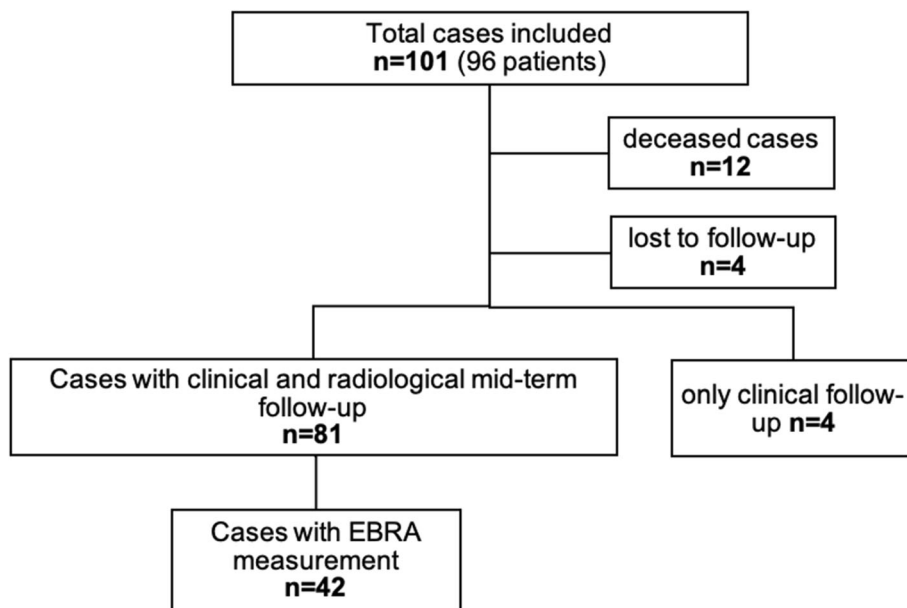 Total cases included
n=101 (96 patients)
deceased cases
n=12
lost to follow-up
n=4
Cases with clinical and radiological mid-term
follow-up
n=81
only clinical follow-
up n=4
Cases with EBRA
measurement
n=42